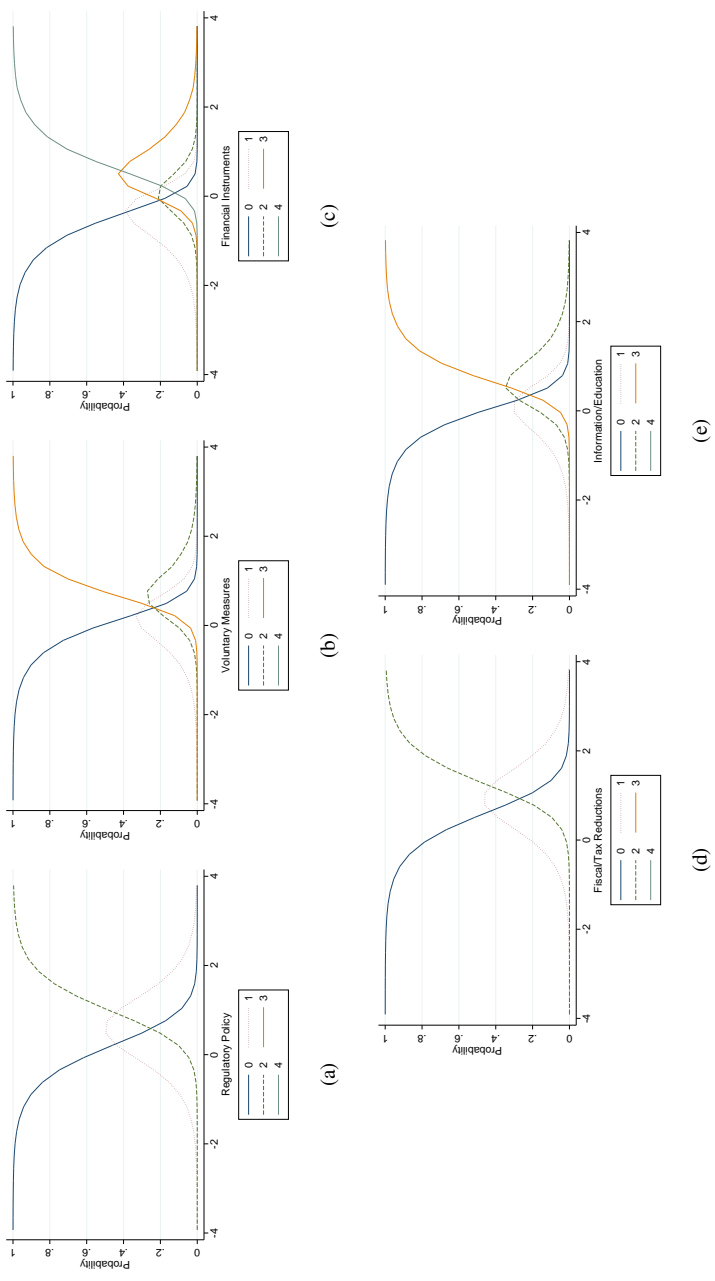 Probability
1
.8
.6
.4
.2
0
-4 -2 0 2 4
Regulatory Policy
0 1
2 3
4
(a)
Probability
1
.8
.6
.4
.2
0
-4 -2 0 2 4
Voluntary Measures
0 1
2 3
4
(b)
Probability
1
.8
.6
.4
.2
0
-4 -2 0 2 4
Financial Instruments
0 1
2 3
4
(c)
Probability
1
.8
.6
.4
.2
0
-4 -2 0 2 4
Fiscal/Tax Reductions
0 1
2 3
4
(d)
Probability
1
.8
.6
.4
.2
0
-4 -2 0 2 4
Information/Education
0 1
2 3
4
(e)